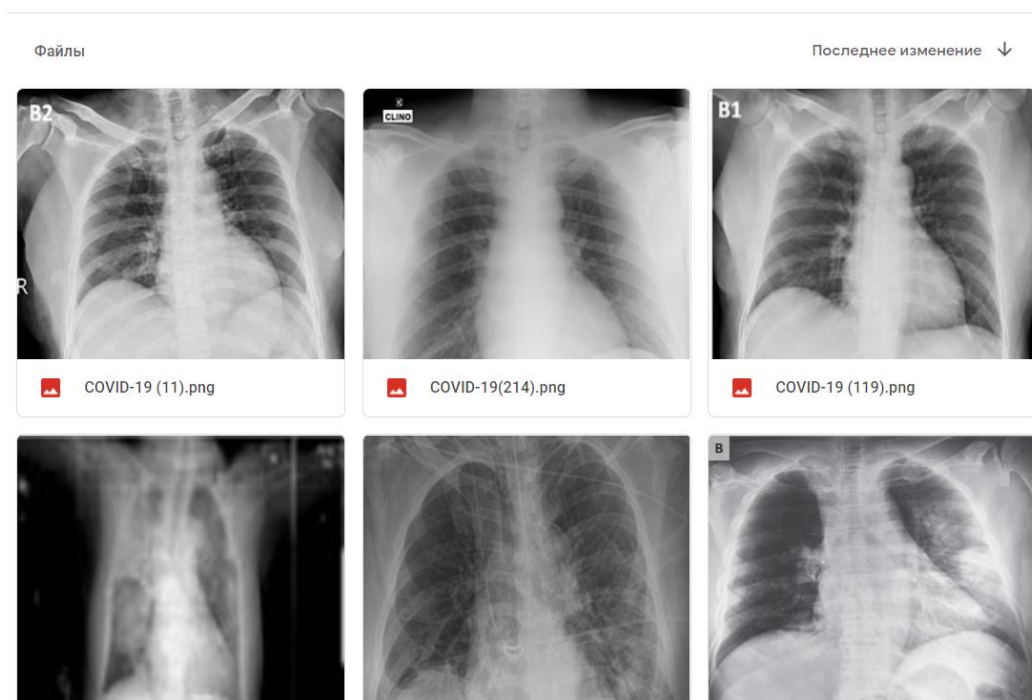 Файлы
Последнее изменение
B2
CLINO
B1
R
COVID-19 (11).png
COVID-19(214).png
COVID-19 (119).png
B